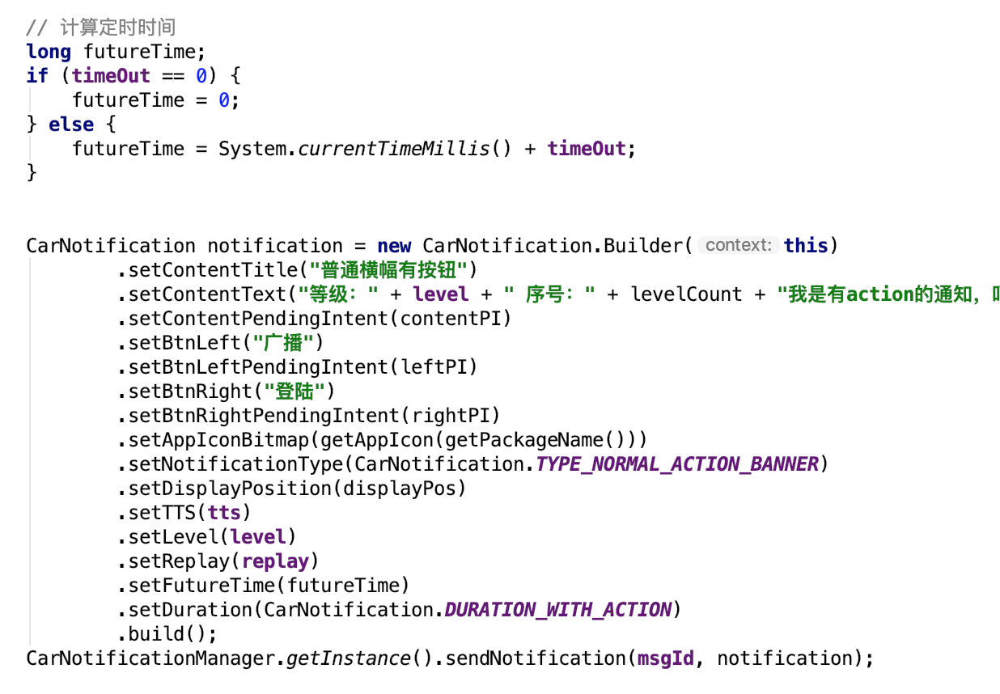 // 计算定时时间
long futureTime;
if (timeOut == 0) {
    futureTime = 0;
} else {
    futureTime = System.currentTimeMillis() + timeOut;
}
CarNotification notification = new CarNotification.Builder( context: this)
        .setContentTitle("普通横幅有按钮")
        .setContentText("等级：" + level + " 序号：" + levelCount + "我是有action的通知，
        .setContentPendingIntent(contentPI)
        .setBtnLeft("广播")
        .setBtnLeftPendingIntent(leftPI)
        .setBtnRight("登陆")
        .setBtnRightPendingIntent(rightPI)
        .setAppIconBitmap(getAppIcon(getPackageName()))
        .setNotificationType(CarNotification.TYPE_NORMAL_ACTION_BANNER)
        .setDisplayPosition(displayPos)
        .setTTS(tts)
        .setLevel(level)
        .setReplay(replay)
        .setFutureTime(futureTime)
        .setDuration(CarNotification.DURATION_WITH_ACTION)
        .build();
CarNotificationManager.getInstance().sendNotification(msgId, notification);